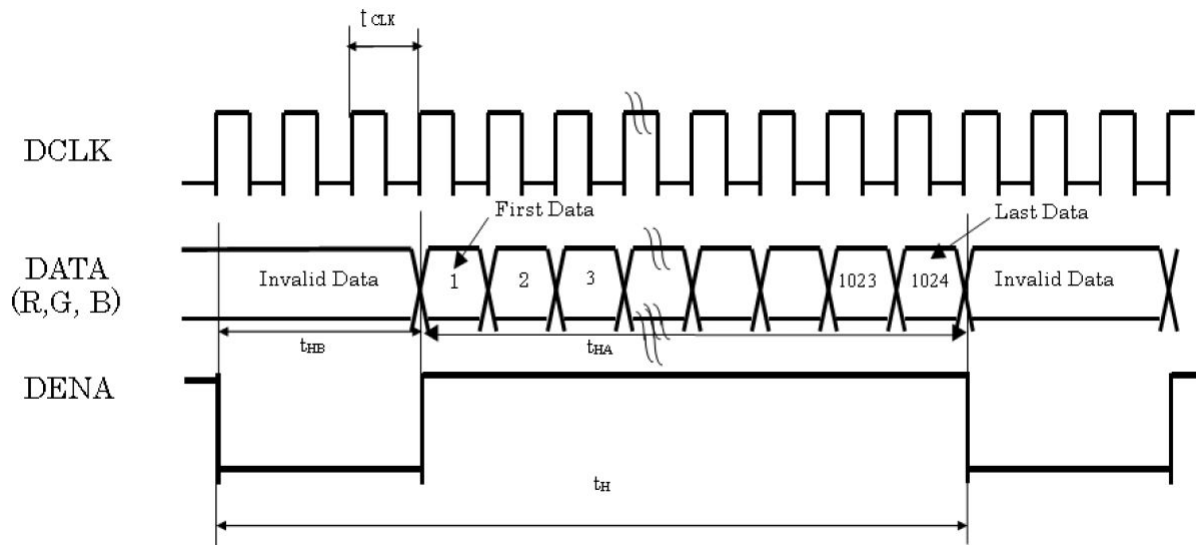 t CLK
DCLK
First Data
Last Data
DATA
(R,G, B)
Invalid Data
1
2
3
1023
1024
Invalid Data
tHB
tHA
DENA
tH